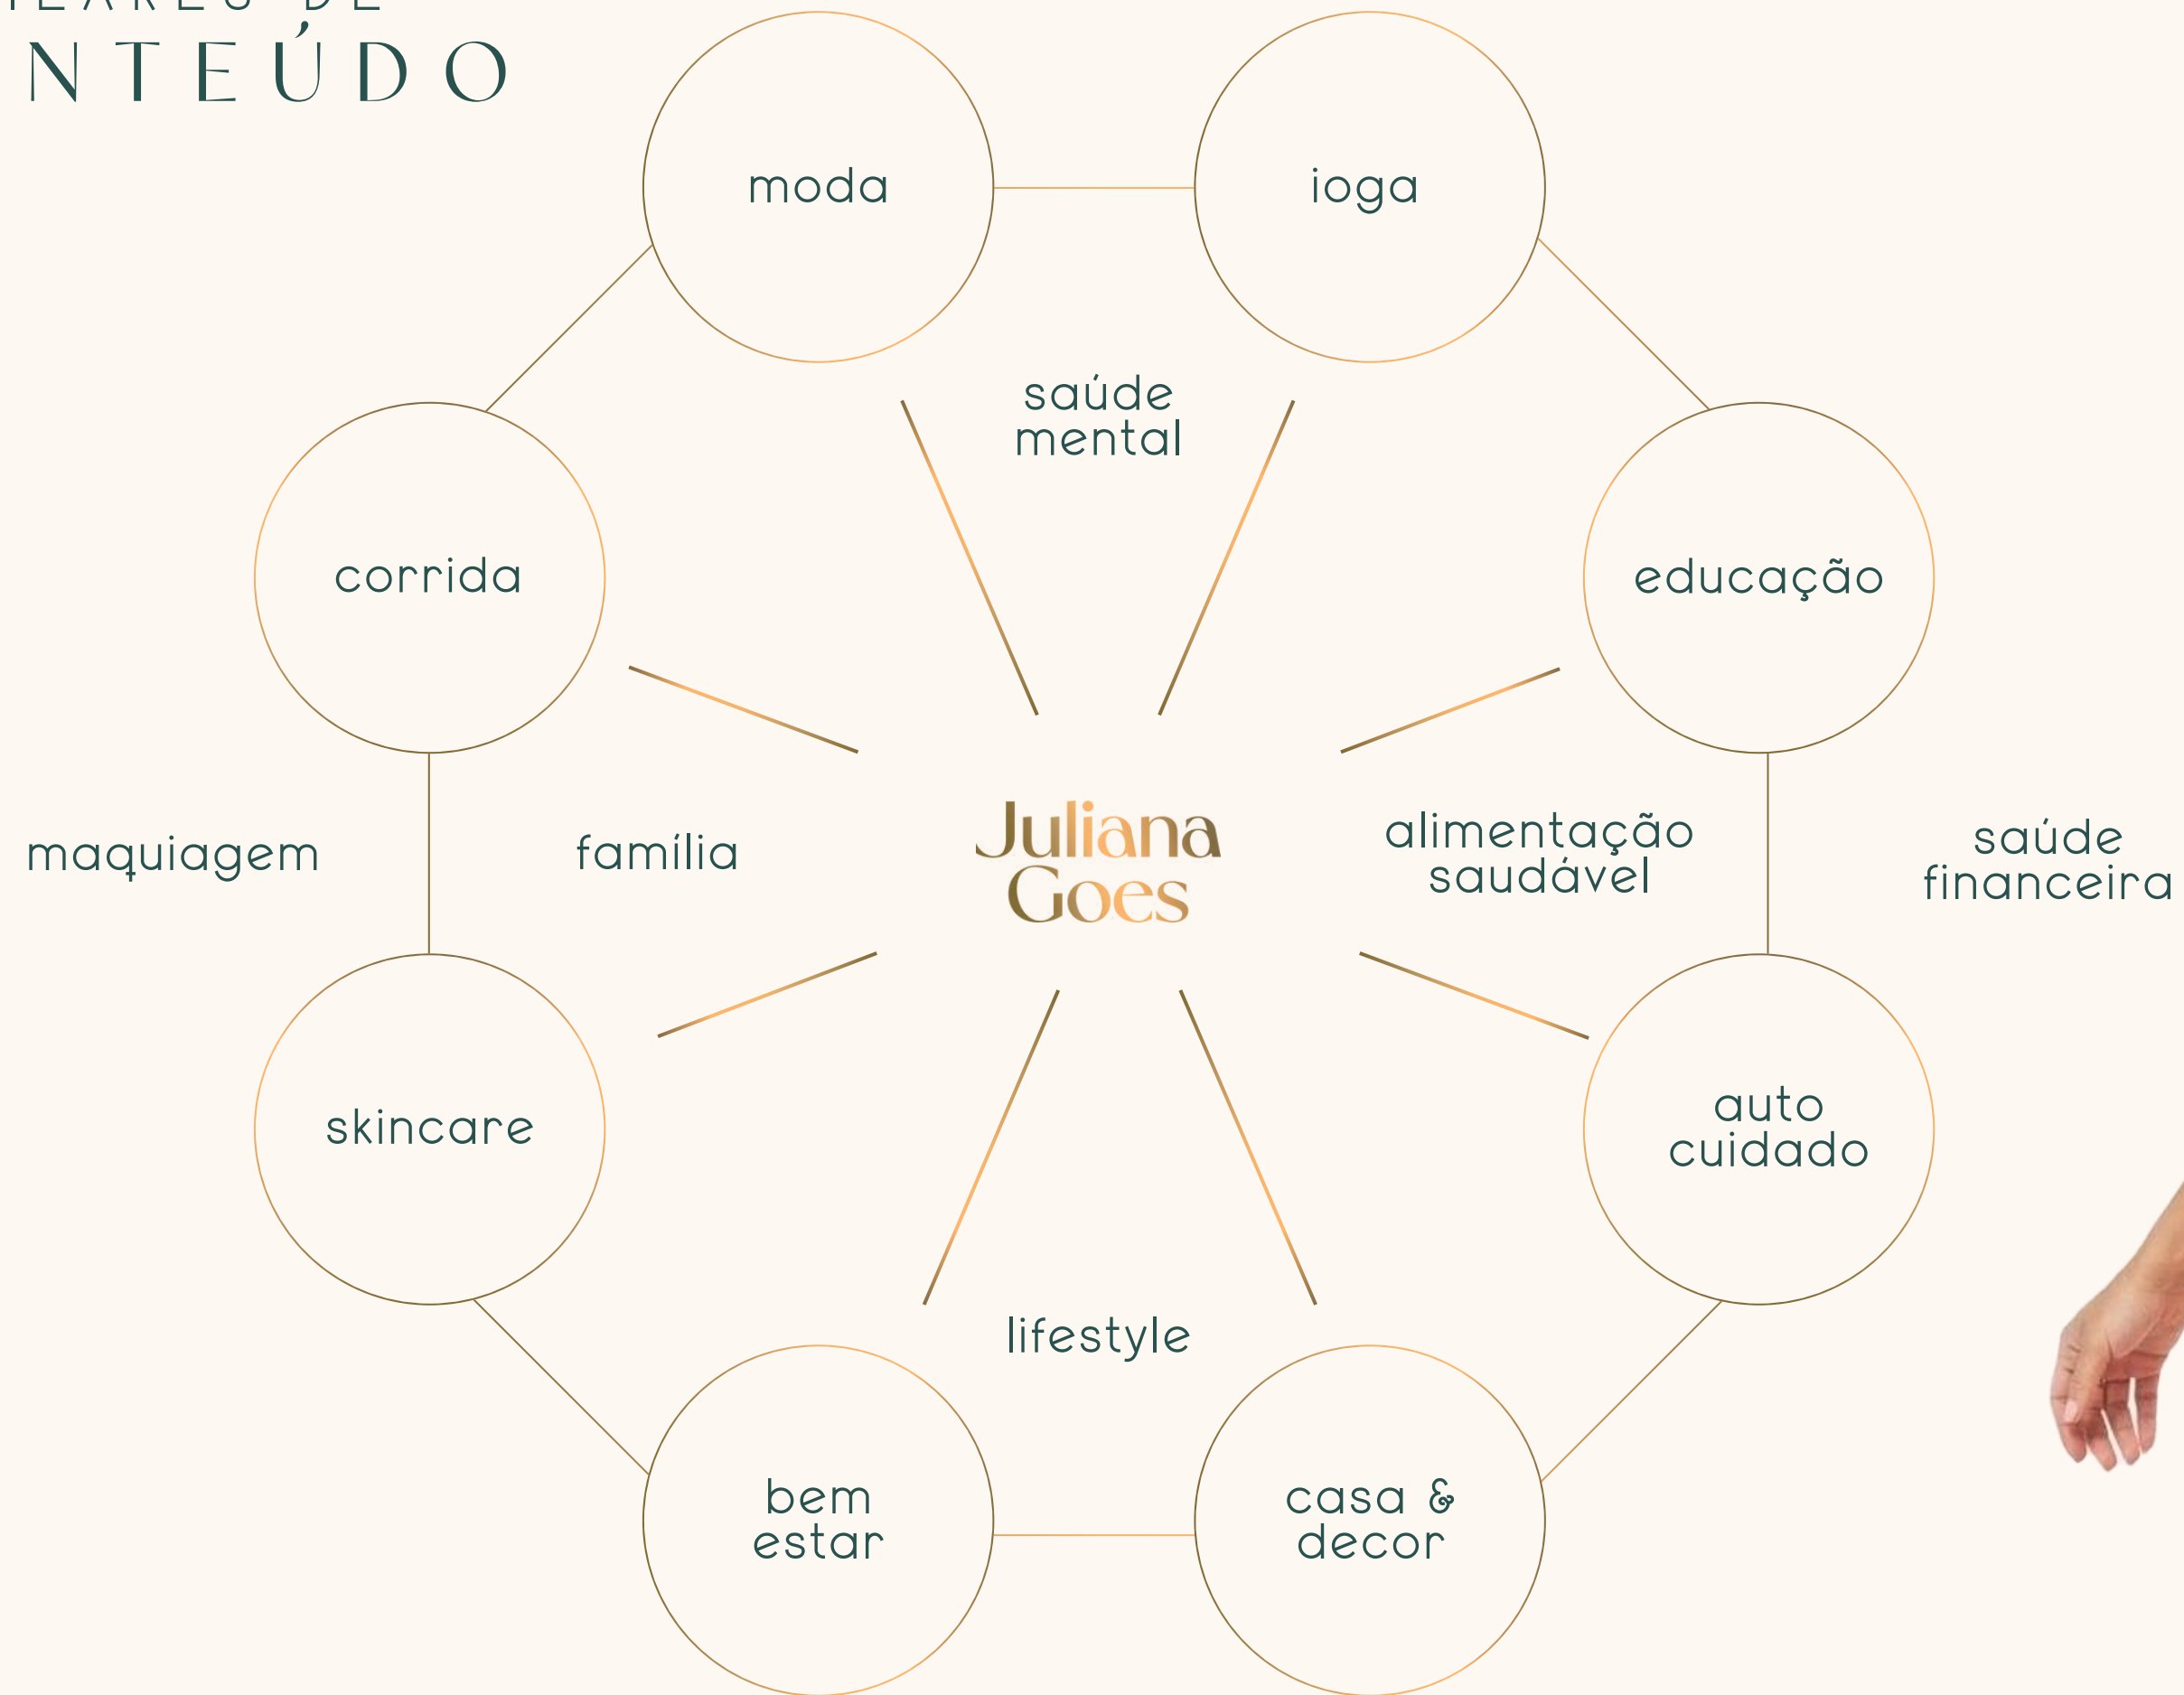 NTEÚDO
moda
ioga
saúde
mental
corrida
educação
maquiagem
família
Juliana
Goes
alimentação
saudável
saúde
financeira
skincare
auto
cuidado
lifestyle
bem
estar
casa &
decor